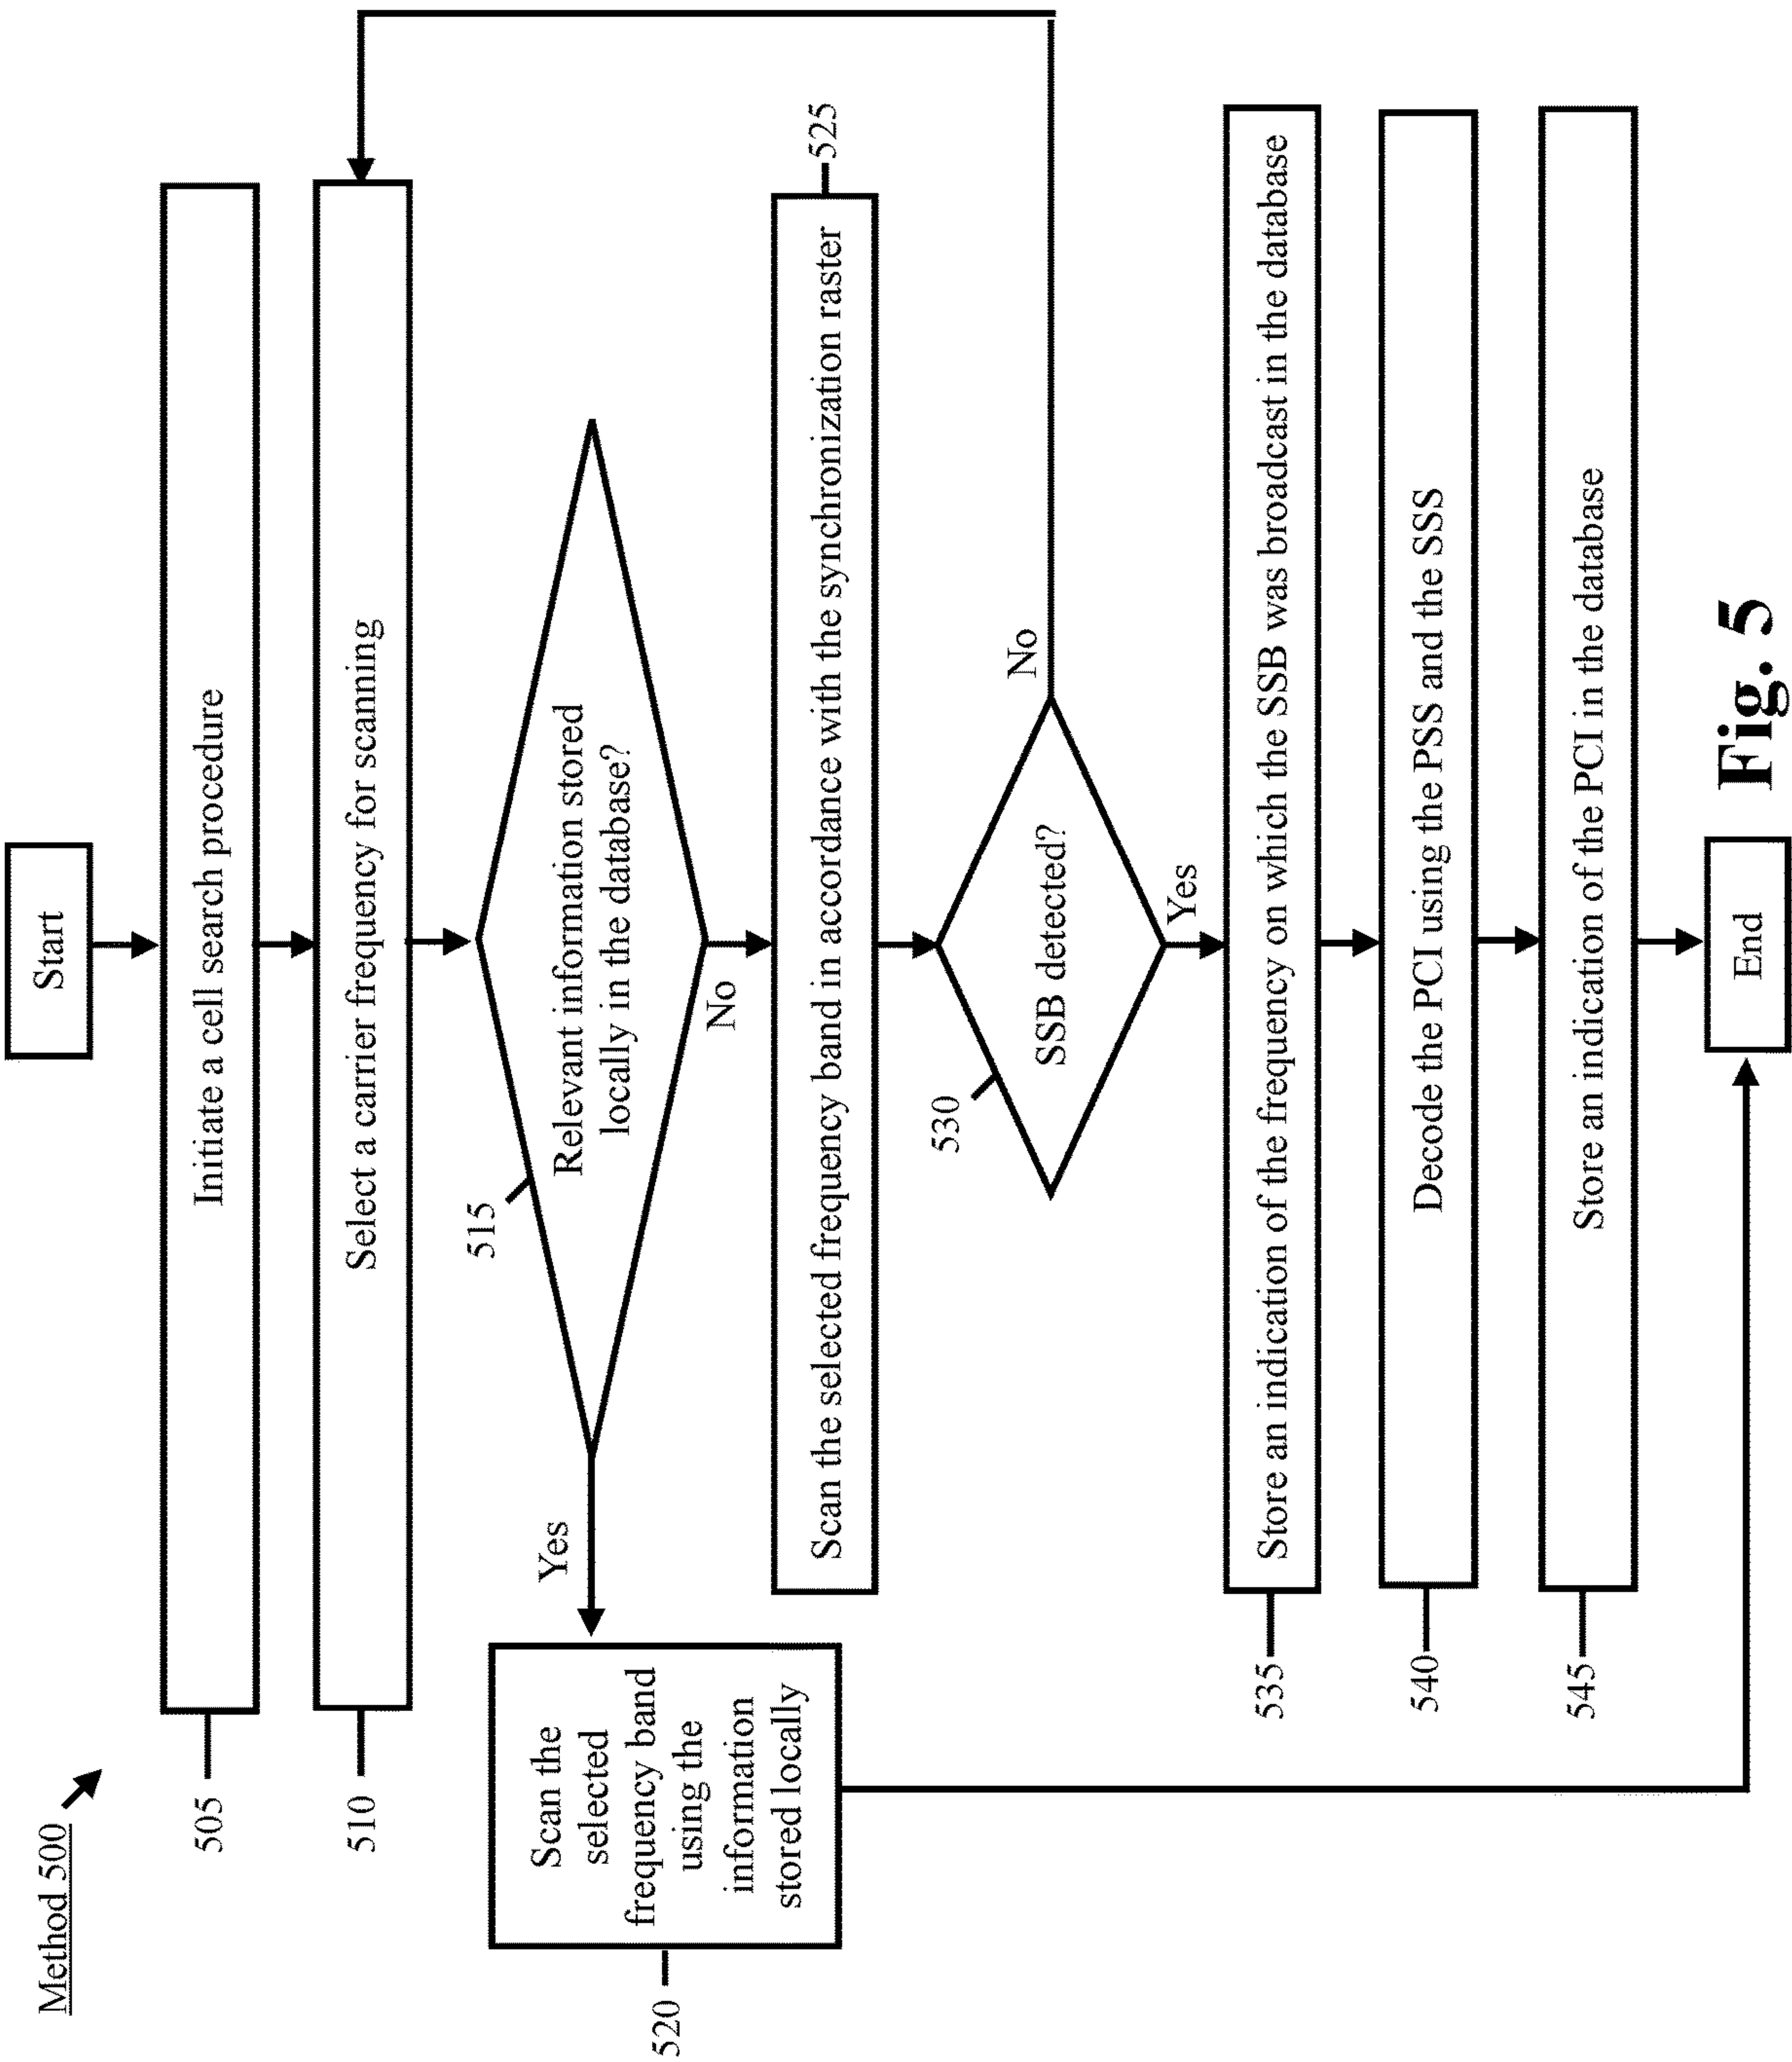 Method 500
Start
505
Initiate a cell search procedure
510
Select a carrier frequency for scanning
515
Relevant information stored
locally in the database?
Yes
No
520
Scan the
selected
frequency band
using the
information
stored locally
525
Scan the selected frequency band in accordance with the synchronization raster
530
SSB detected?
No
Yes
535
Store an indication of the frequency on which the SSB was broadcast in the database
540
Decode the PCI using the PSS and the SSS
545
Store an indication of the PCI in the database
End
Fig. 5